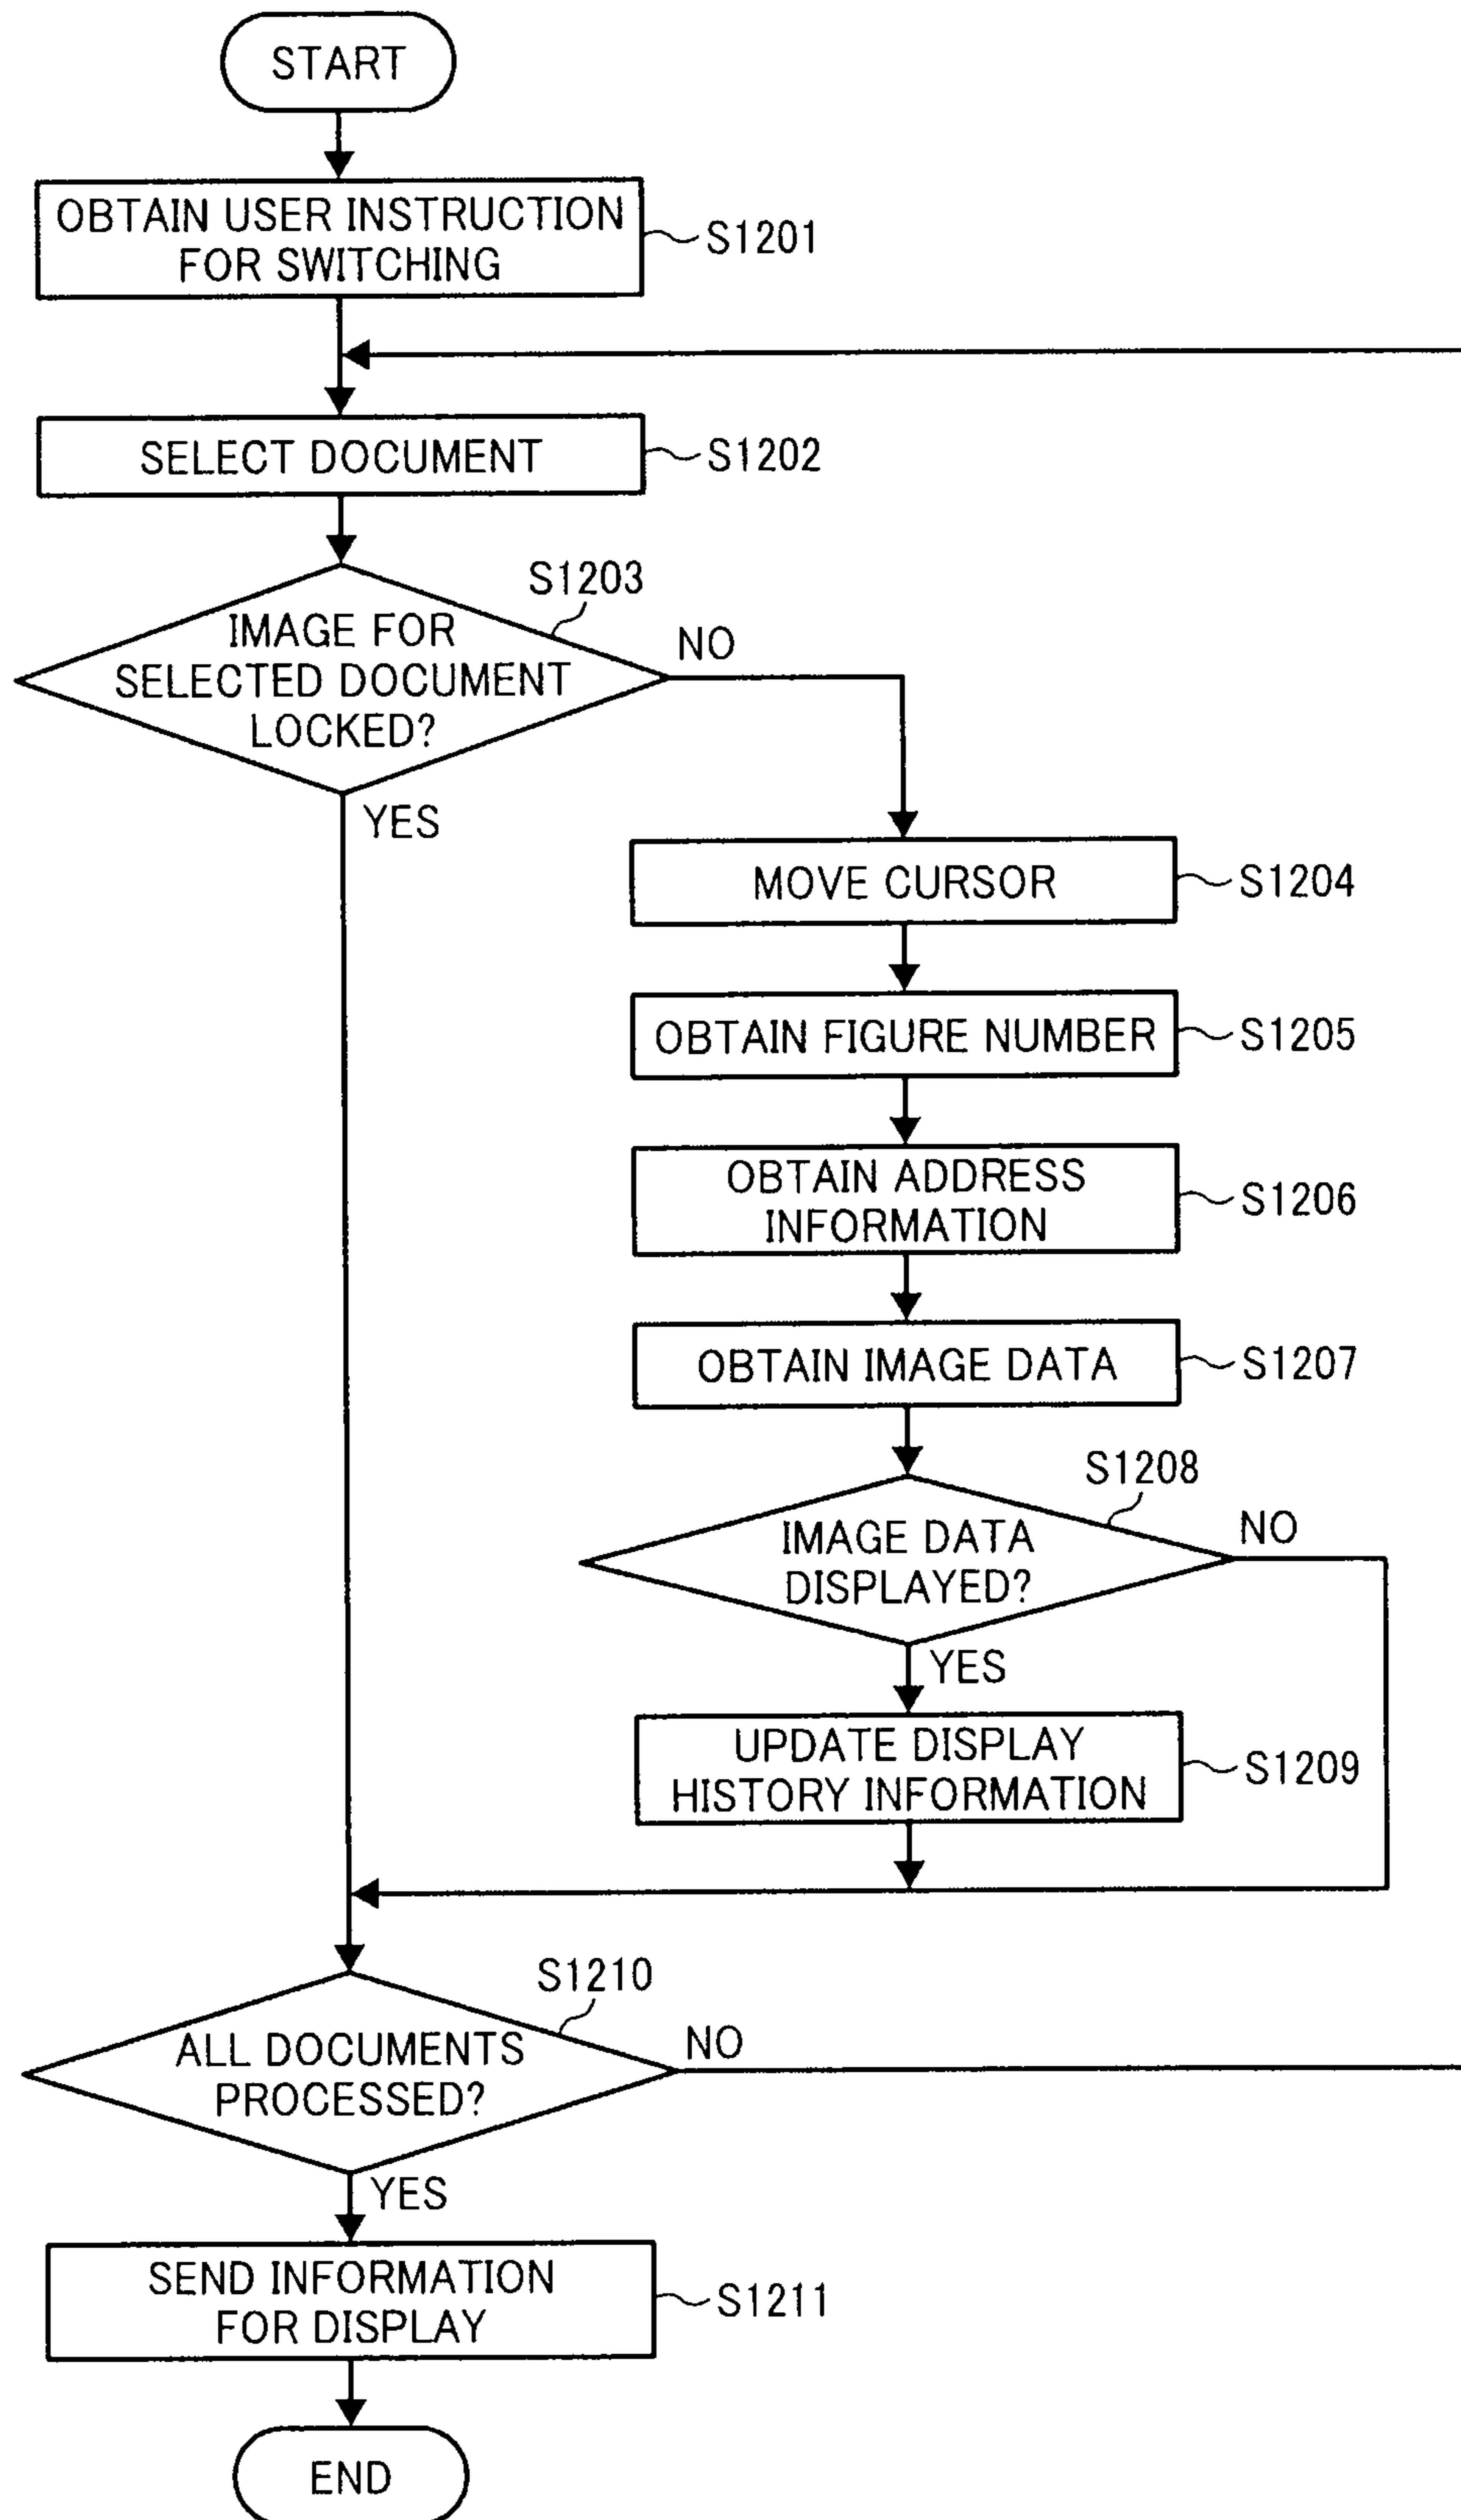 START
OBTAIN USER INSTRUCTION
FOR SWITCHING
S1201
SELECT DOCUMENT
S1202
S1203
IMAGE FOR
SELECTED DOCUMENT
LOCKED?
NO
YES
MOVE CURSOR
S1204
OBTAIN FIGURE NUMBER
S1205
OBTAIN ADDRESS
INFORMATION
S1206
OBTAIN IMAGE DATA
S1207
S1208
IMAGE DATA
DISPLAYED?
NO
YES
UPDATE DISPLAY
HISTORY INFORMATION
S1209
S1210
ALL DOCUMENTS
PROCESSED?
NO
YES
SEND INFORMATION
FOR DISPLAY
S1211
END